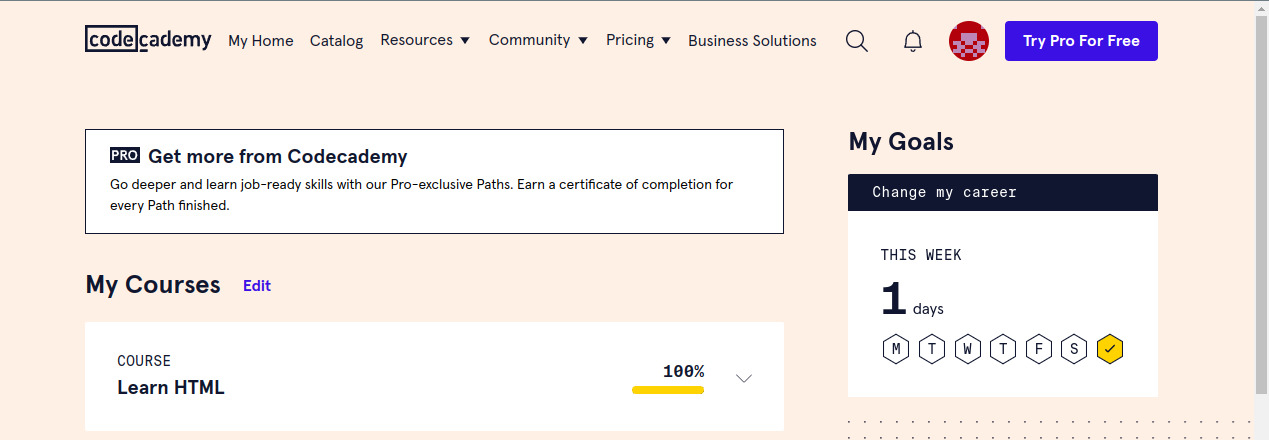 codecademy My Home Catalog Resources Community Pricing Business Solutions Try Pro For Free
PRO Get more from Codecademy
Go deeper and learn job-ready skills with our Pro-exclusive Paths. Earn a certificate of completion for
every Path finished.
My Courses Edit
COURSE
Learn HTML
100%
My Goals
Change my career
THIS WEEK
1 days
M T W T F S